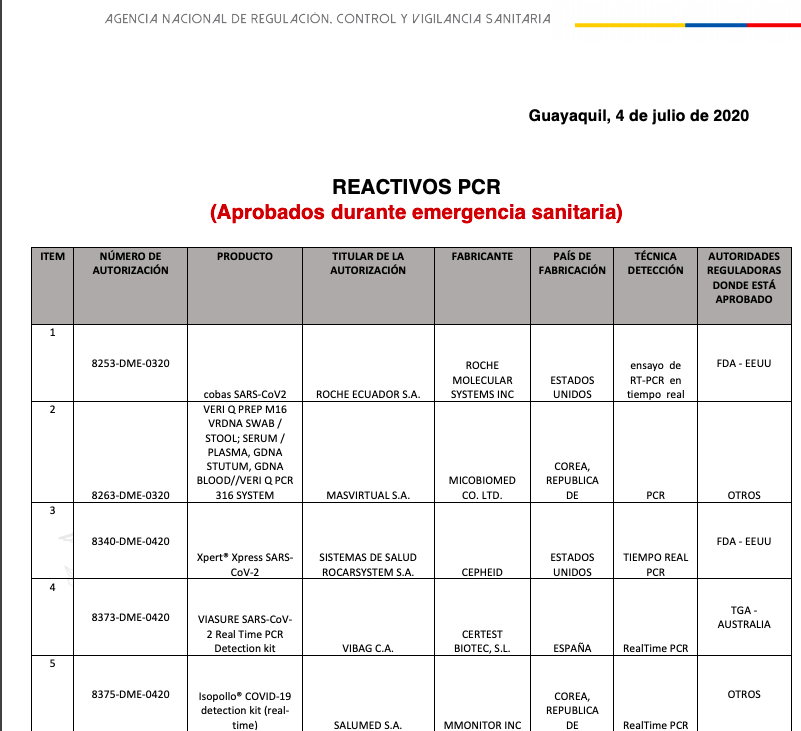 AGENCIA NACIONAL DE REGULACIÓN, CONTROL Y VIGILANCIA SANITARIA
Guayaquil, 4 de julio de 2020
REACTIVOS PCR
(Aprobados durante emergencia sanitaria)
ITEM
NÚMERO DE
AUTORIZACIÓN
PRODUCTO
TITULAR DE LA
AUTORIZACIÓN
FABRICANTE
PAÍS DE
FABRICACIÓN
TÉCNICA
DETECCIÓN
AUTORIDADES
REGULADORAS
DONDE ESTÁ
APROBADO
1
8253-DME-0320
cobas SARS-CoV2
ROCHE ECUADOR S.A.
ROCHE
MOLECULAR
SYSTEMS INC
ESTADOS
UNIDOS
ensayo de
RT-PCR en
tiempo real
FDA - EEUU
2
8263-DME-0320
VERI Q PREP M16
VRDNA SWAB /
STOOL; SERUM /
PLASMA, GDNA
STUTUM, GDNA
BLOOD//VERI Q PCR
316 SYSTEM
MASVIRTUAL S.A.
MICOBIOMED
CO. LTD.
COREA,
REPUBLICA
DE
PCR
OTROS
3
8340-DME-0420
Xpert® Xpress SARS-
CoV-2
SISTEMAS DE SALUD
ROCARSYSTEM S.A.
CEPHEID
ESTADOS
UNIDOS
TIEMPO REAL
PCR
FDA - EEUU
4
8373-DME-0420
VIASURE SARS-CoV-
2 Real Time PCR
Detection kit
VIBAG C.A.
CERTEST
BIOTEC, S.L.
ESPAÑA
RealTime PCR
TGA -
AUSTRALIA
5
8375-DME-0420
Isopollo® COVID-19
detection kit (real-
time)
SALUMED S.A.
MMONITOR INC
COREA,
REPUBLICA
DE
RealTime PCR
OTROS